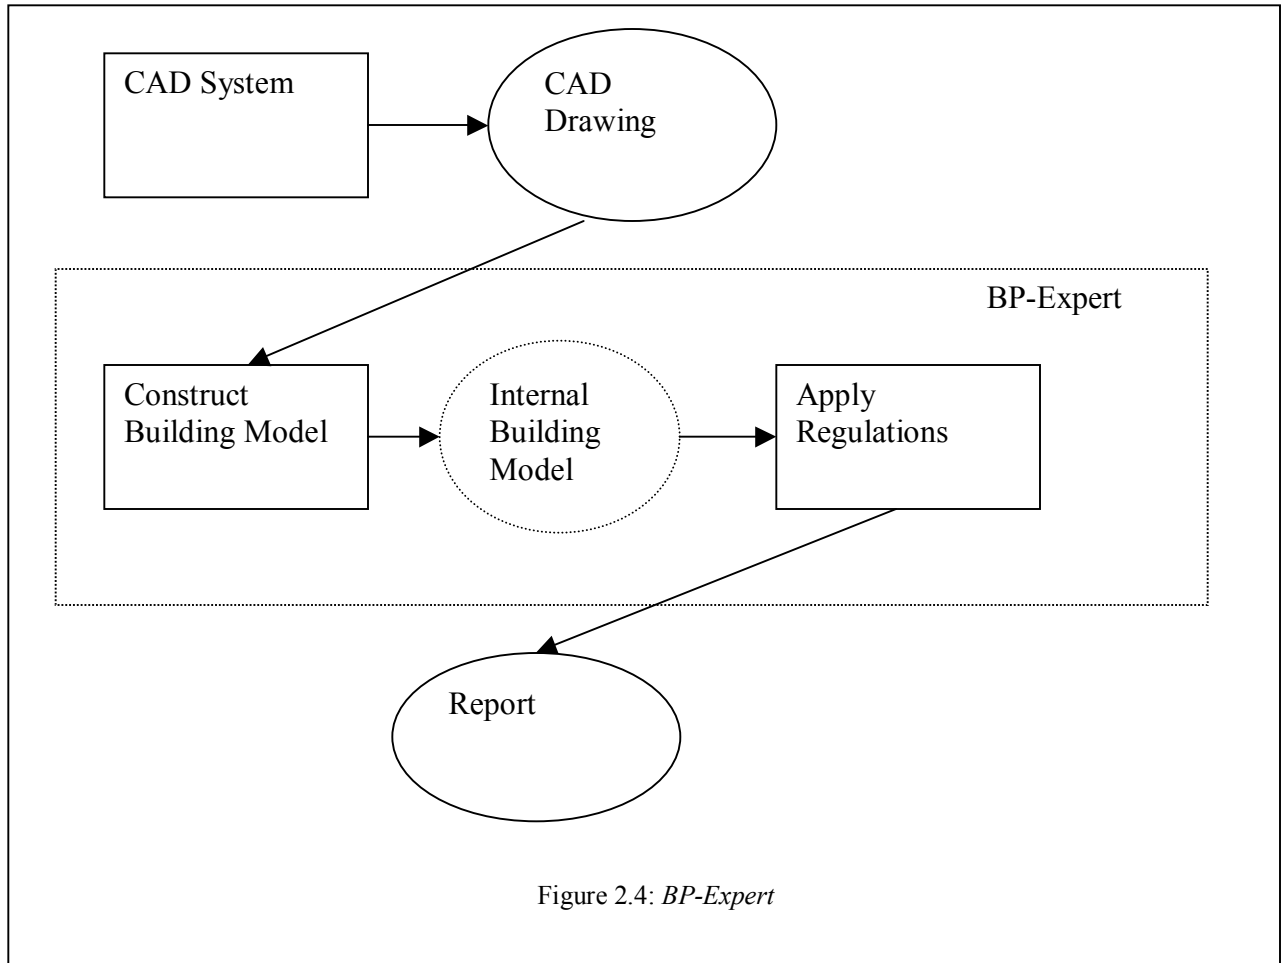 CAD System
CAD
Drawing
BP-Expert
Construct
Building Model
Internal
Building
Model
Apply
Regulations
Report
Figure 2.4: BP-Expert